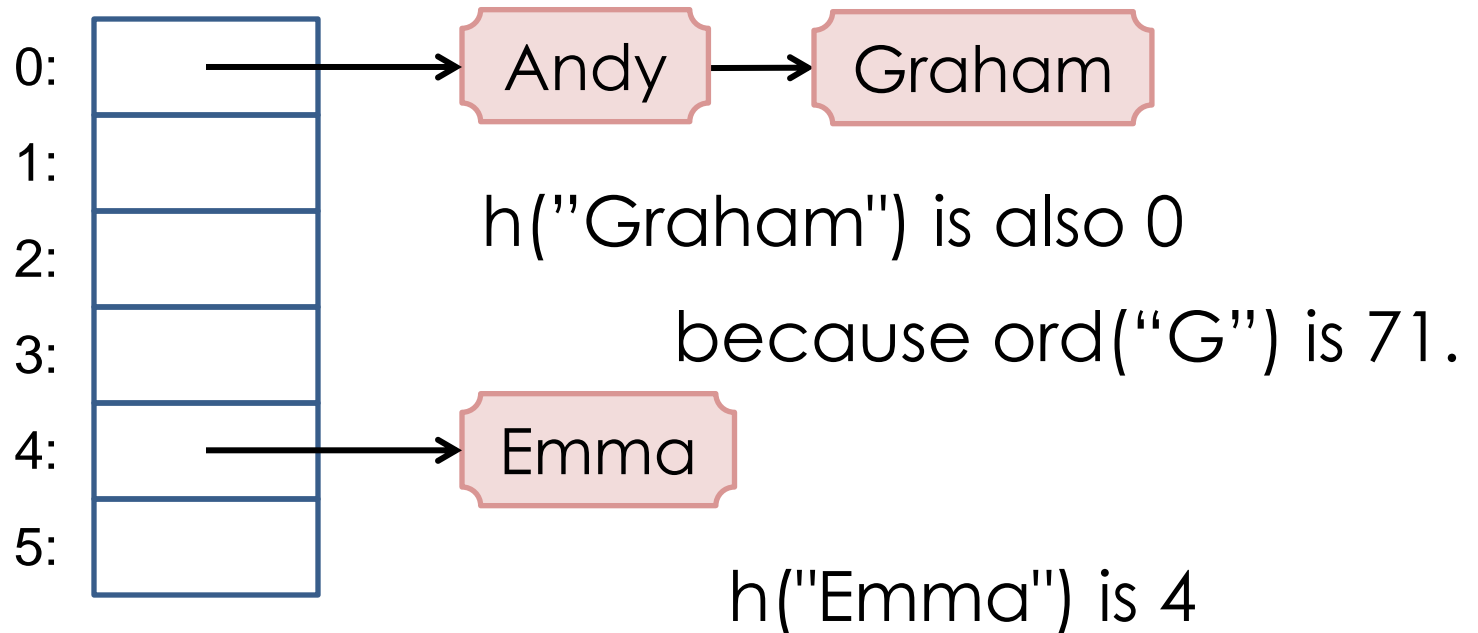 0: Andy Graham
1:
h(”Graham") is also 0
2:
because ord(“G”) is 71.
3:
4: Emma
5:
h("Emma") is 4